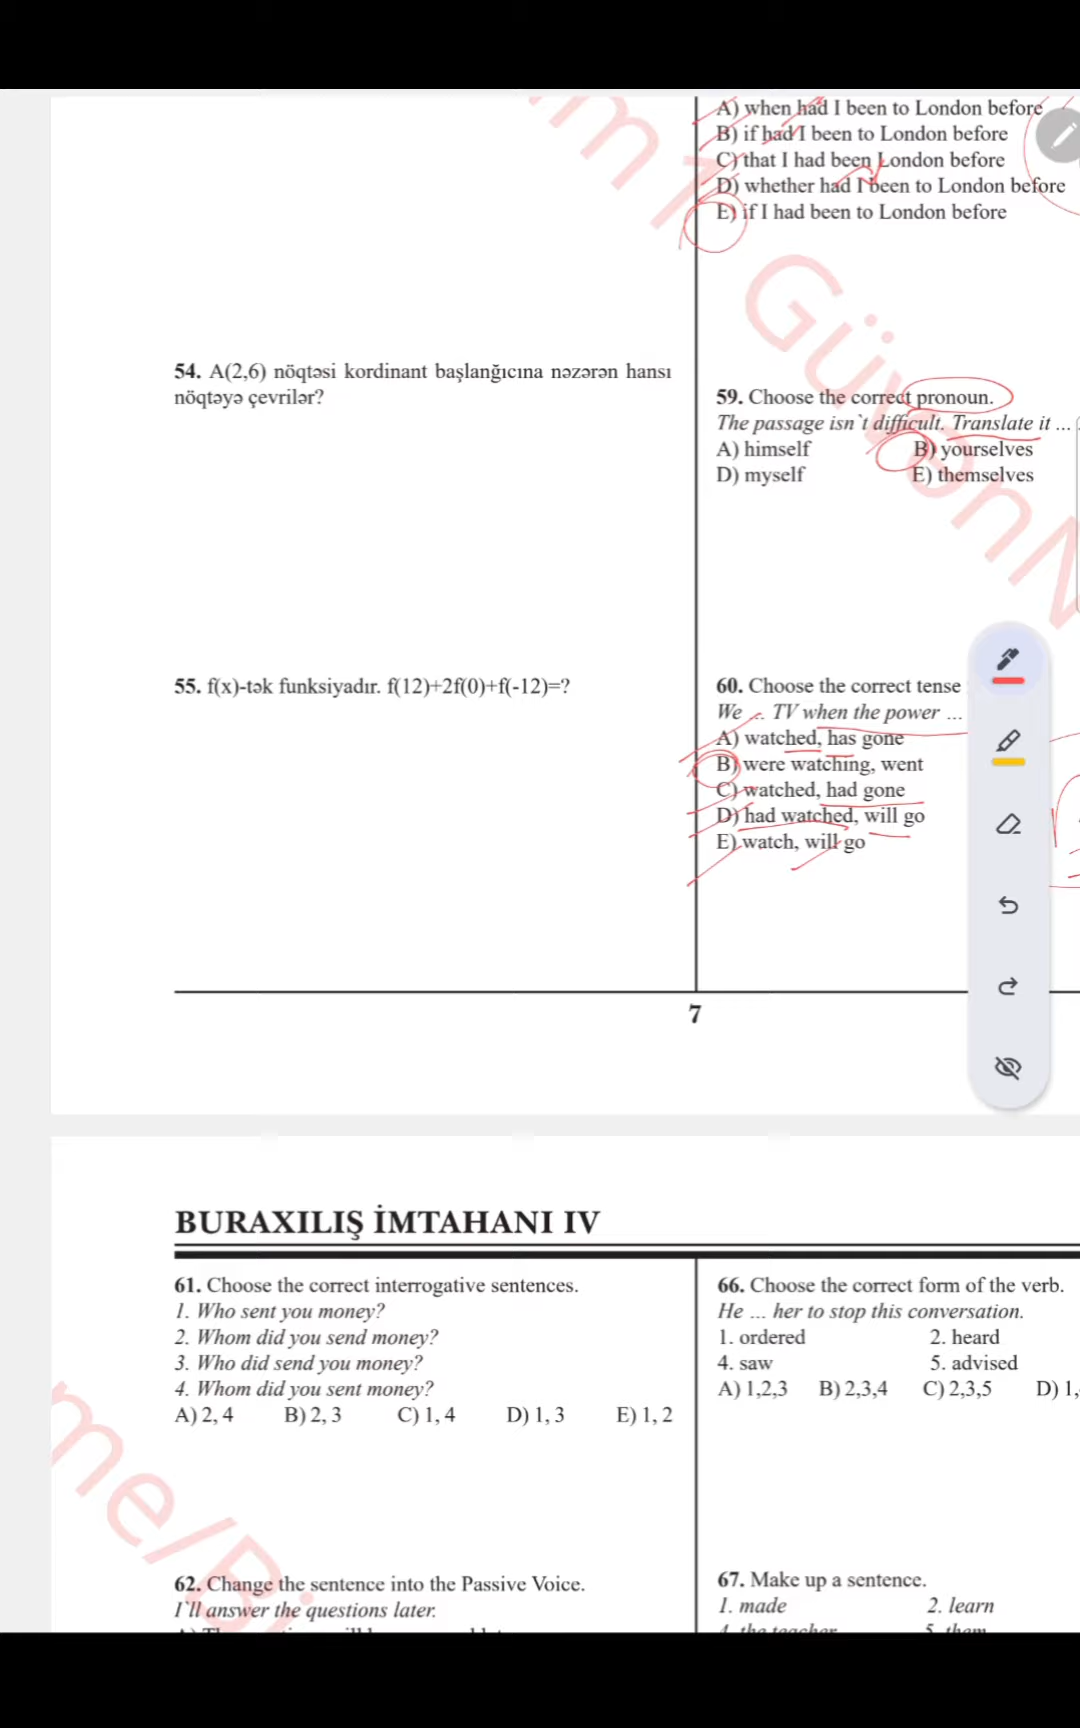 A) when had I been to London before
B) if had I been to London before
C) that I had been London before
D) whether had I been to London before
E) if I had been to London before
54. A(2,6) nöqtəsi kordinant başlanğıcına nəzərən hansı
nöqtəyə çevrilər?
59. Choose the correct pronoun.
The passage isn`t difficult. Translate it ...
A) himself B) yourselves
D) myself E) themselves
55. f(x)-tək funksiyadır. f(12)+2f(0)+f(-12)=?
60. Choose the correct tense
We ... TV when the power ...
A) watched, has gone
B) were watching, went
C) watched, had gone
D) had watched, will go
E) watch, will go
7
BURAXILIŞ İMTAHANI IV
61. Choose the correct interrogative sentences.
1. Who sent you money?
2. Whom did you send money?
3. Who did send you money?
4. Whom did you sent money?
A) 2, 4 B) 2, 3 C) 1, 4 D) 1, 3 E) 1, 2
62. Change the sentence into the Passive Voice.
I`ll answer the questions later.
66. Choose the correct form of the verb.
He ... her to stop this conversation.
1. ordered 2. heard
4. saw 5. advised
A) 1,2,3 B) 2,3,4 C) 2,3,5 D) 1,
67. Make up a sentence.
1. made 2. learn
4. the teacher 5. them